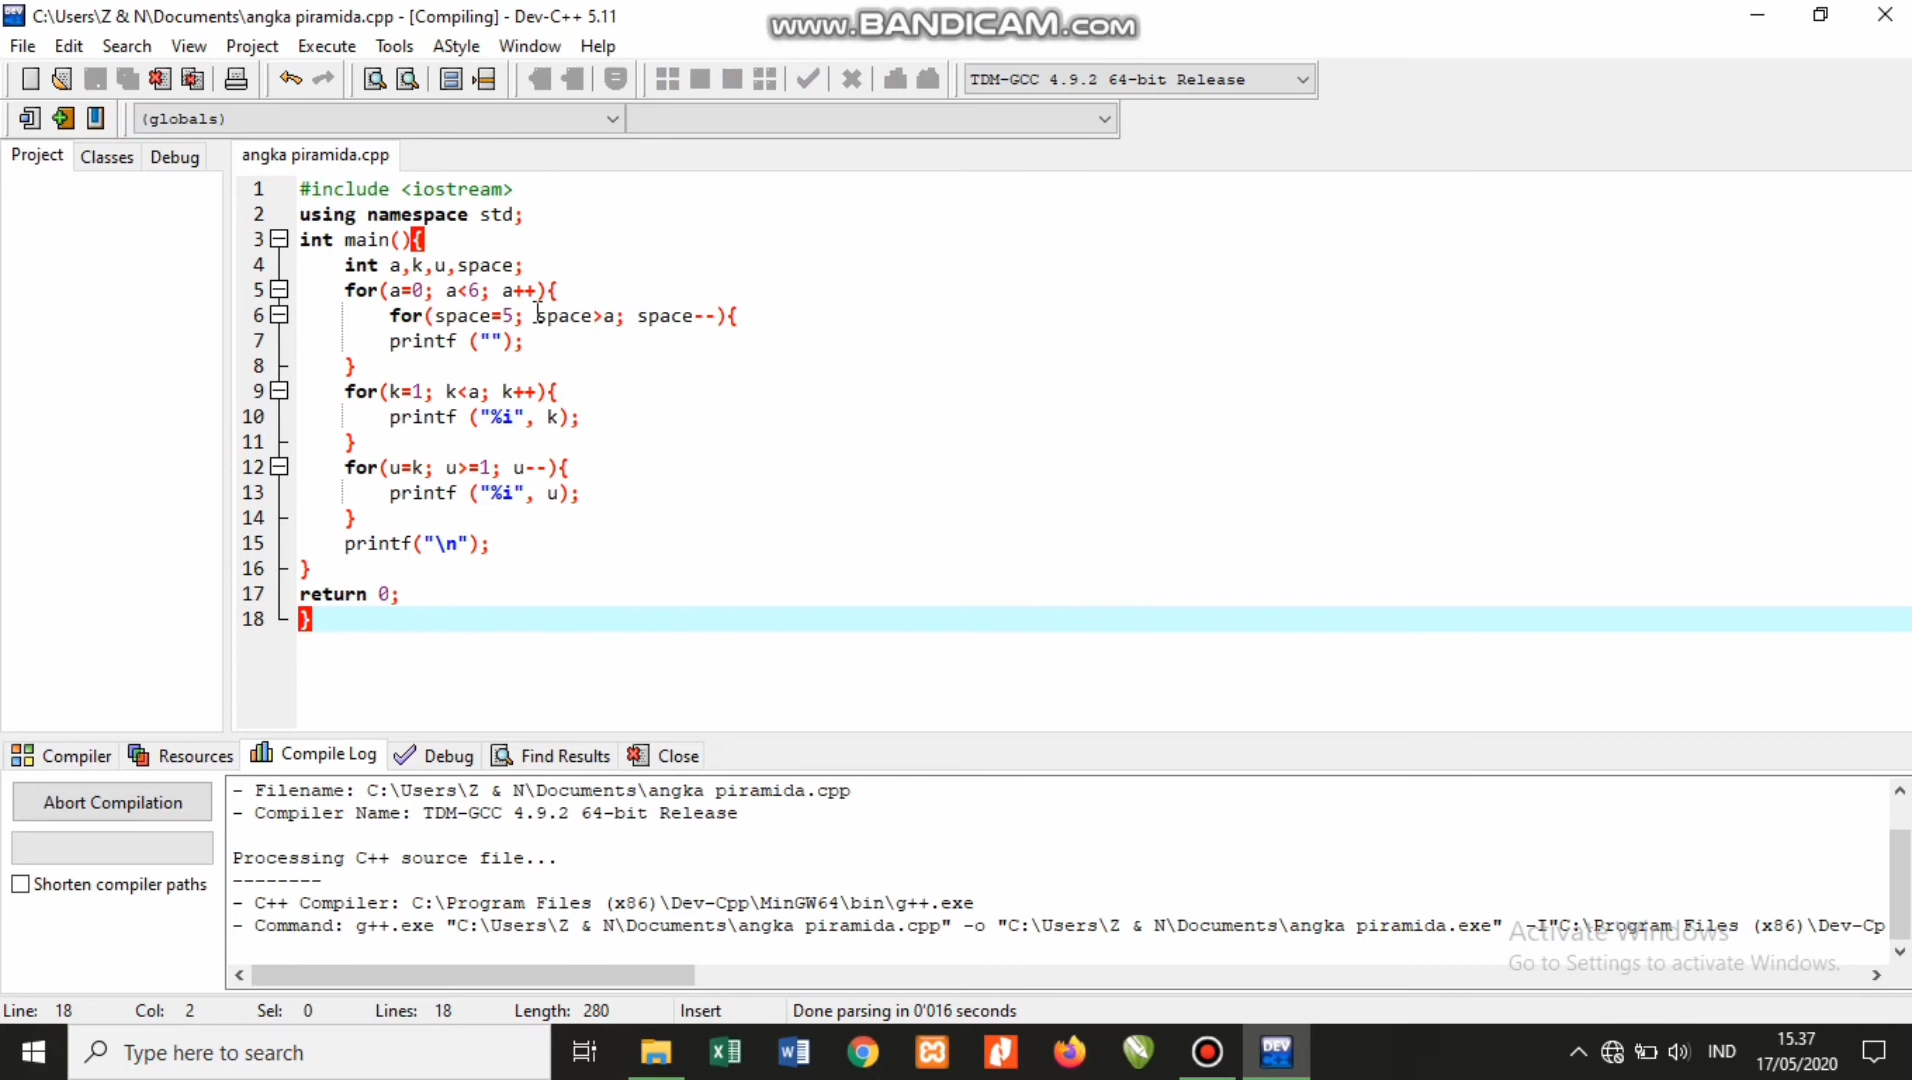 C:\Users\Z & N\Documents\angka piramida.cpp - [Compiling] - Dev-C++ 5.11
www.BANDICAM.com
File Edit Search View Project Execute Tools AStyle Window Help
TDM-GCC 4.9.2 64-bit Release
(globals)
Project Classes Debug
angka piramida.cpp
1 #include <iostream>
2 using namespace std;
3 int main(){
4 int a,k,u,space;
5 for(a=0; a<6; a++){
6 for(space=5; space>a; space--){
7 printf ("");
8 }
9 for(k=1; k<a; k++){
10 printf ("%i", k);
11 }
12 for(u=k; u>=1; u--){
13 printf ("%i", u);
14 }
15 printf("\n");
16 }
17 return 0;
18 }
Compiler Resources Compile Log Debug Find Results Close
Abort Compilation
Shorten compiler paths
- Filename: C:\Users\Z & N\Documents\angka piramida.cpp
- Compiler Name: TDM-GCC 4.9.2 64-bit Release
Processing C++ source file...
--------
- C++ Compiler: C:\Program Files (x86)\Dev-Cpp\MinGW64\bin\g++.exe
- Command: g++.exe "C:\Users\Z & N\Documents\angka piramida.cpp" -o "C:\Users\Z & N\Documents\angka piramida.exe" -I"C:\Program Files (x86)\Dev-Cp
Activate Windows
Go to Settings to activate Windows.
Line: 18 Col: 2 Sel: 0 Lines: 18 Length: 280 Insert Done parsing in 0'016 seconds
Type here to search
DEV
IND
15.37
17/05/2020